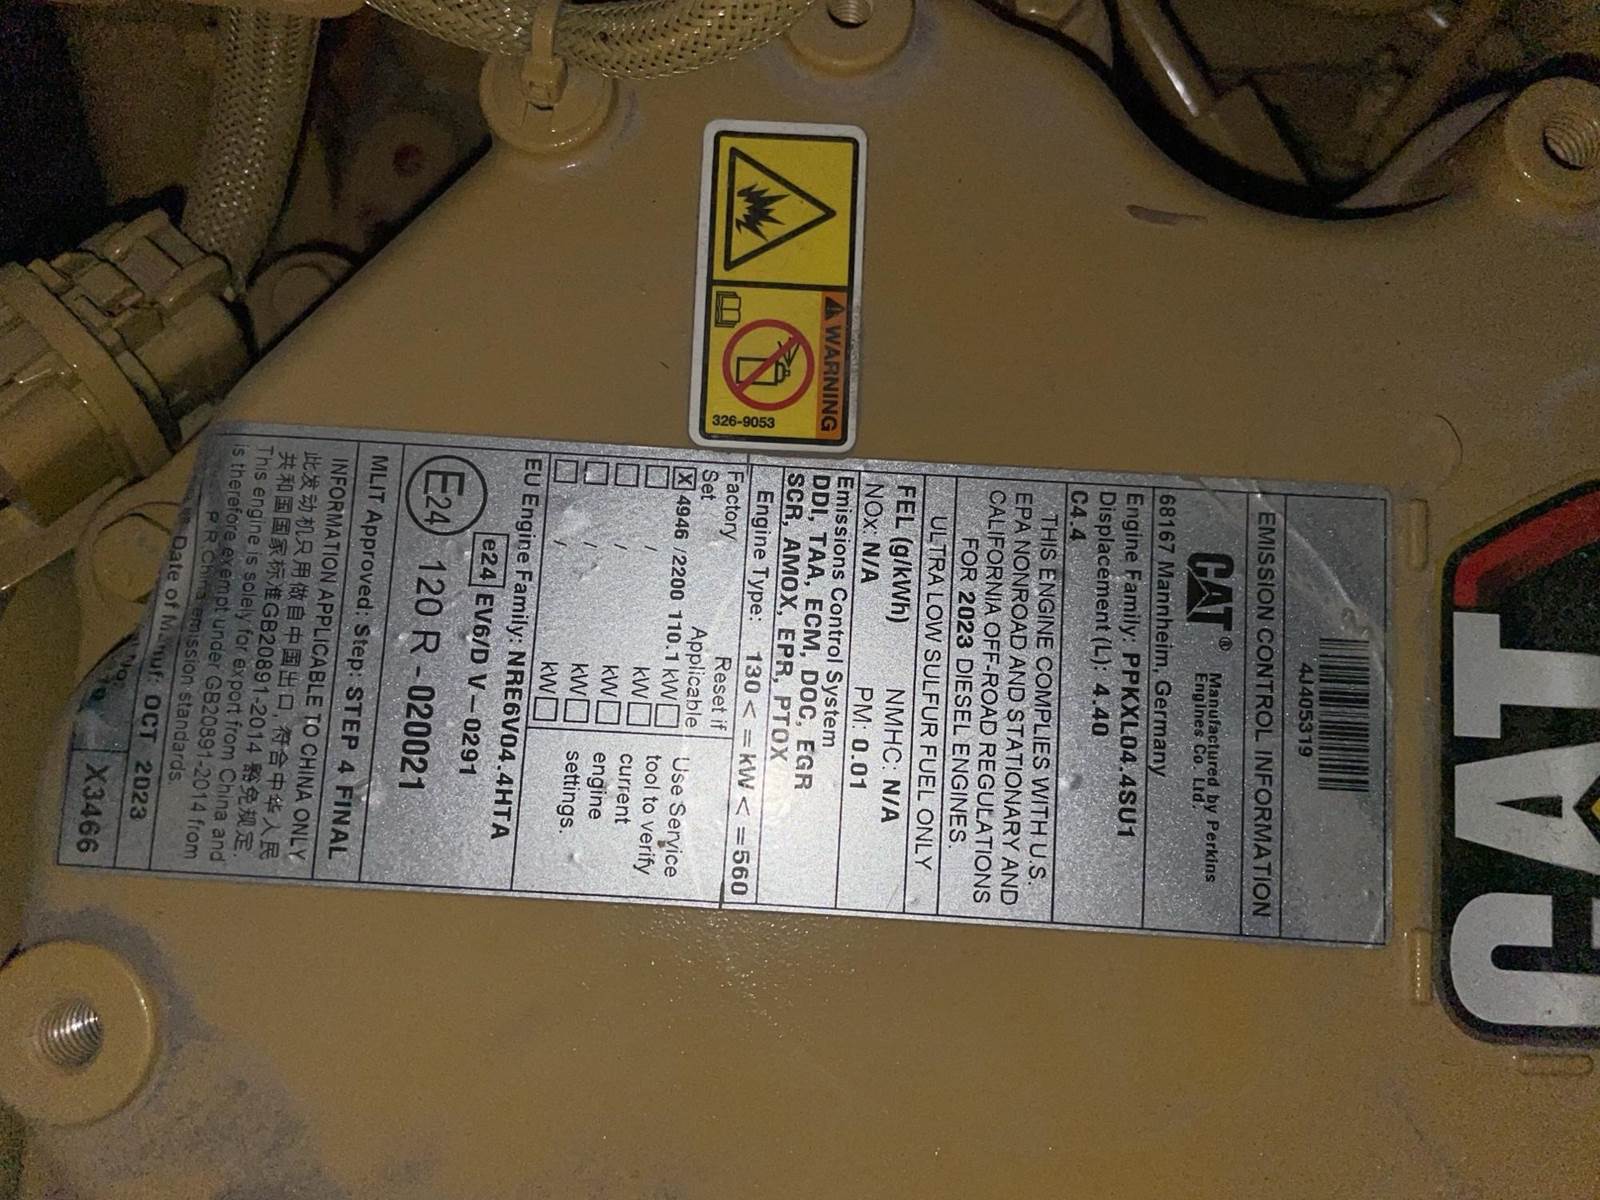 WARNING
326-9053
4J405319
EMISSION CONTROL INFORMATION
CAT®
Manufactured by Perkins
Engines Co Ltd.
68167 Mannheim, Germany
Engine Family: PPKXL04.4SU1
Displacement (L): 4.40
C4.4
THIS ENGINE COMPLIES WITH U.S.
EPA NONROAD AND STATIONARY AND
CALIFORNIA OFF-ROAD REGULATIONS
FOR 2023 DIESEL ENGINES.
ULTRA LOW SULFUR FUEL ONLY
FEL (g/kWh) NMHC: N/A
NOx: N/A PM: 0.01
Emissions Control System
DDI, TAA, ECM, DOC, EGR
SCR, AMOX, EPR, PTOX
Engine Type: 130 < = kW < = 560
Factory Set
Reset if Applicable
X 4946 / 2200 110.1 kW
/ kW
/ kW
/ kW
/ kW
Use Service
tool to verify
current
engine
settings.
EU Engine Family: NRE6V04.4HTA
e24 EV6/D V – 0291
E24 120 R - 020021
MLIT Approved: Step: STEP 4 FINAL
INFORMATION APPLICABLE TO CHINA ONLY
此发动机只用做自中国出口, 符合中华人民
共和国国家标准GB20891-2014 豁免规定.
This engine is solely for export from China and
is therefore exempt under GB20891-2014 from
P.R China emission standards.
Date of Manuf: OCT 2023
No:
X3466
CAT